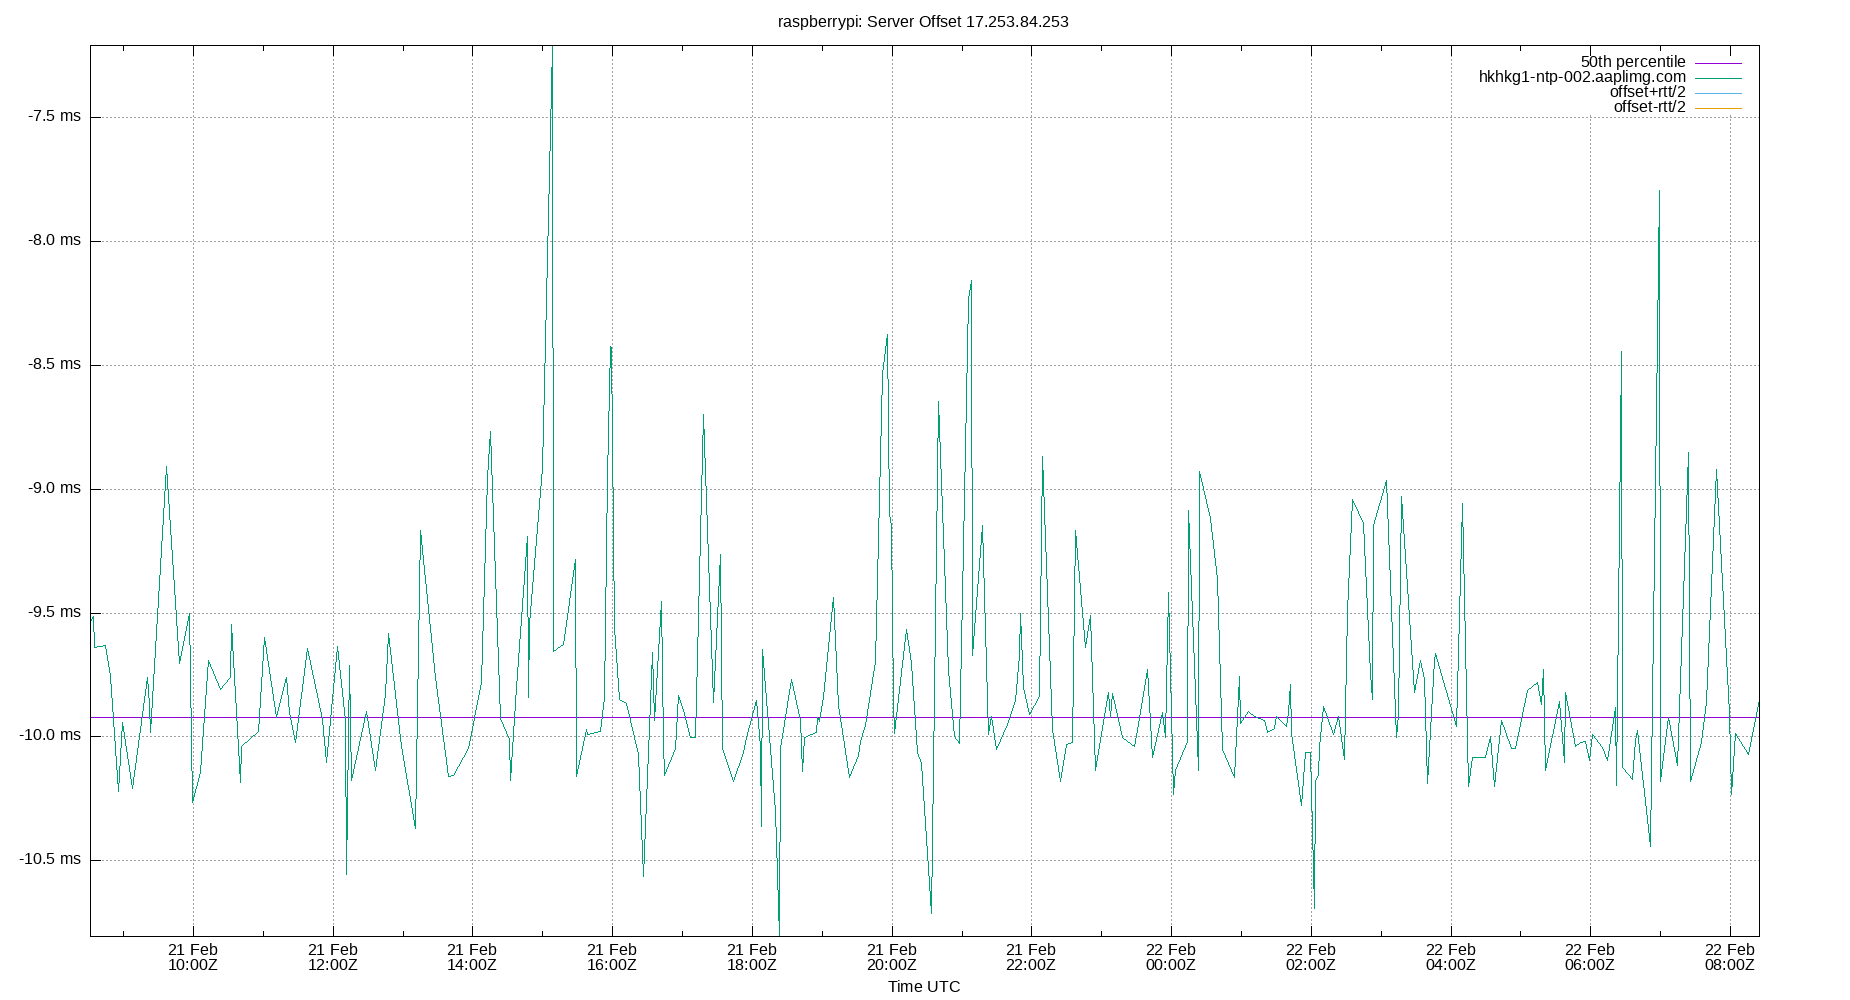 raspberrypi: Server Offset 17.253.84.253
50th percentile
hkhkg1-ntp-002.aaplimg.com
offset+rtt/2
offset-rtt/2
-7.5 ms
-8.0 ms
-8.5 ms
-9.0 ms
-9.5 ms
-10.0 ms
-10.5 ms
21 Feb 21 Feb 21 Feb 21 Feb 21 Feb 21 Feb 21 Feb 22 Feb 22 Feb 22 Feb 22 Feb 22 Feb
10:00Z 12:00Z 14:00Z 16:00Z 18:00Z 20:00Z 22:00Z 00:00Z 02:00Z 04:00Z 06:00Z 08:00Z
Time UTC